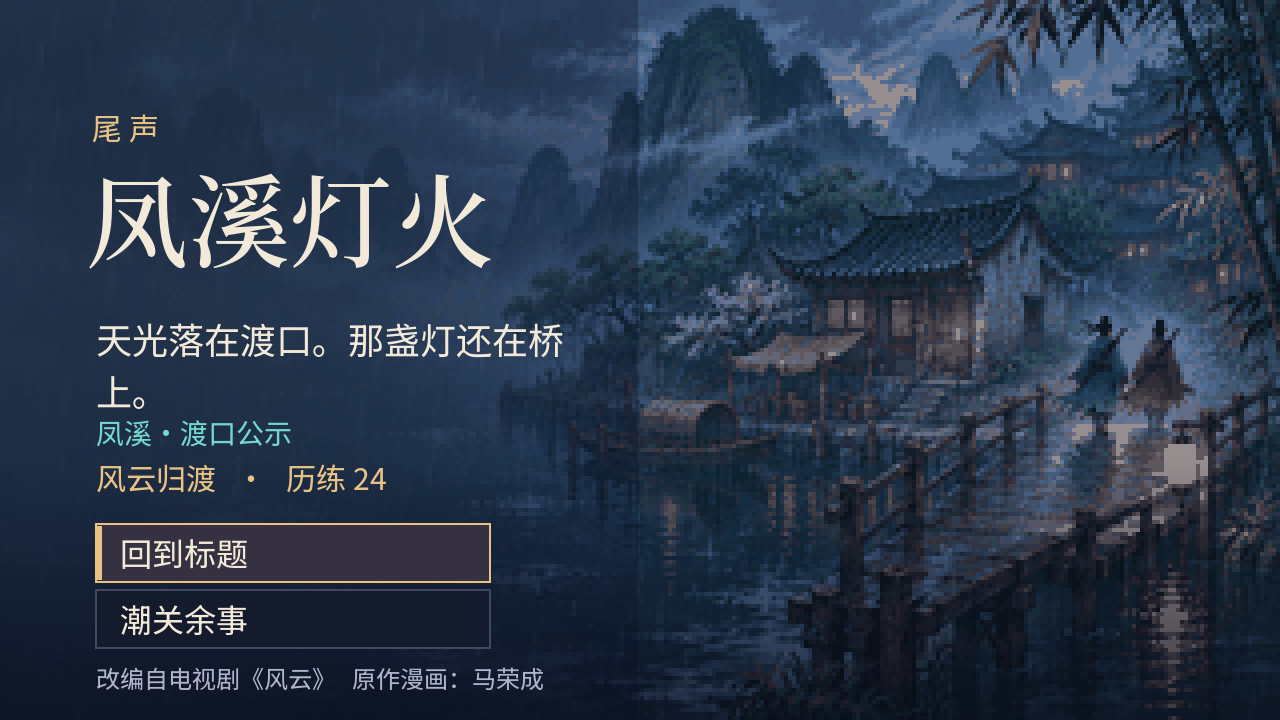 尾声
凤溪灯火
天光落在渡口。那盏灯还在桥
上。
凤溪·渡口公示
风云归渡 · 历练 24
回到标题
潮关余事
改编自电视剧《风云》 原作漫画：马荣成